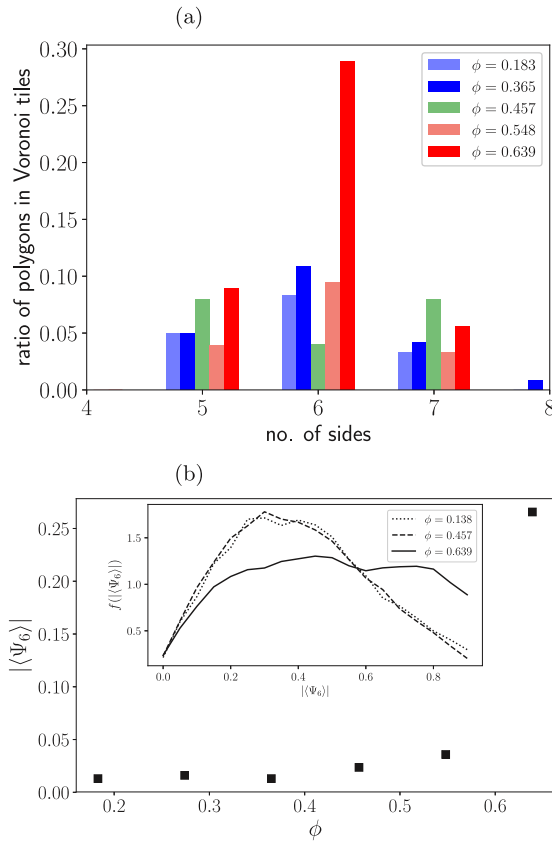 (a)
ratio of polygons in Voronoi tiles
0.30
0.25
0.20
0.15
0.10
0.05
0.00
ϕ = 0.183
ϕ = 0.365
ϕ = 0.457
ϕ = 0.548
ϕ = 0.639
4 5 6 7 8
no. of sides
(b)
|⟨Ψ₆⟩|
0.25
0.20
0.15
0.10
0.05
0.00
f(|⟨Ψ₆⟩|)
1.5
1.0
0.5
ϕ = 0.138
ϕ = 0.457
ϕ = 0.639
0.0 0.2 0.4 0.6 0.8
|⟨Ψ₆⟩|
0.2 0.3 0.4 0.5 0.6
ϕ